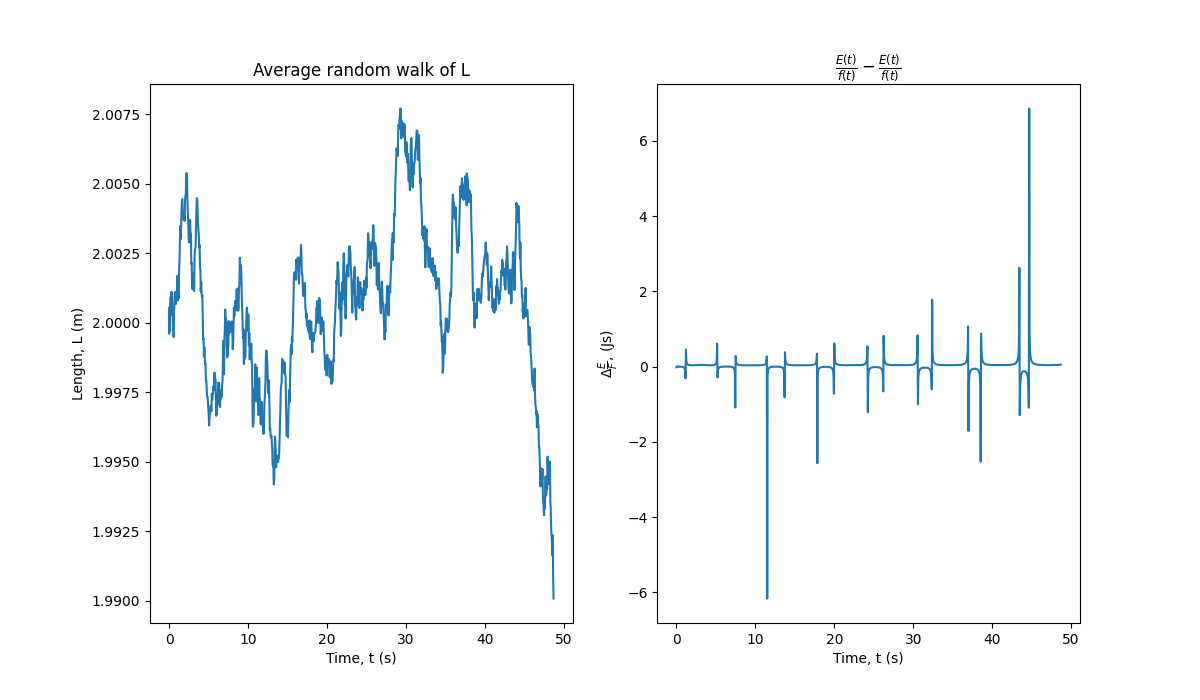 Average random walk of L
2.0075
2.0050
2.0025
2.0000
1.9975
1.9950
1.9925
1.9900
Length, L (m)
0 10 20 30 40 50
Time, t (s)
E(t)/f(t) − E(t)/f(t)
6
4
2
0
−2
−4
−6
Δ E/F, (Js)
0 10 20 30 40 50
Time, t (s)